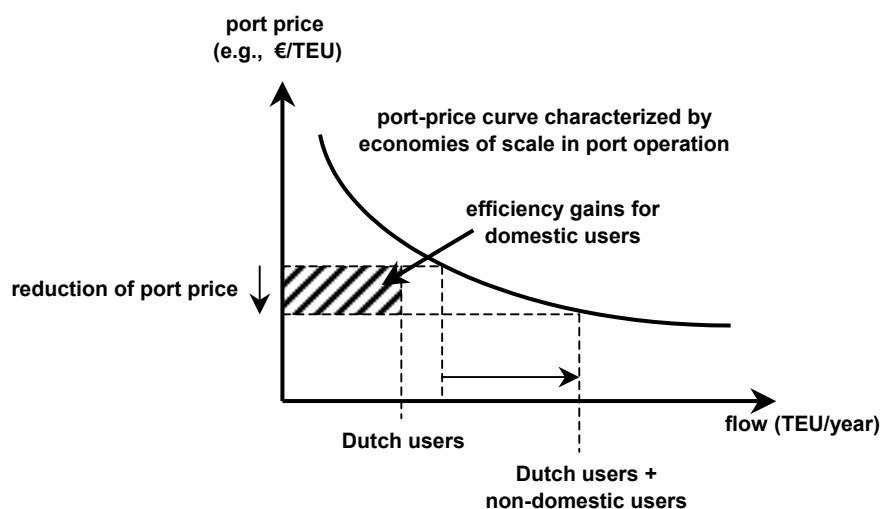 port price
(e.g., €/TEU)
port-price curve characterized by
economies of scale in port operation
efficiency gains for
domestic users
reduction of port price
flow (TEU/year)
Dutch users
Dutch users +
non-domestic users